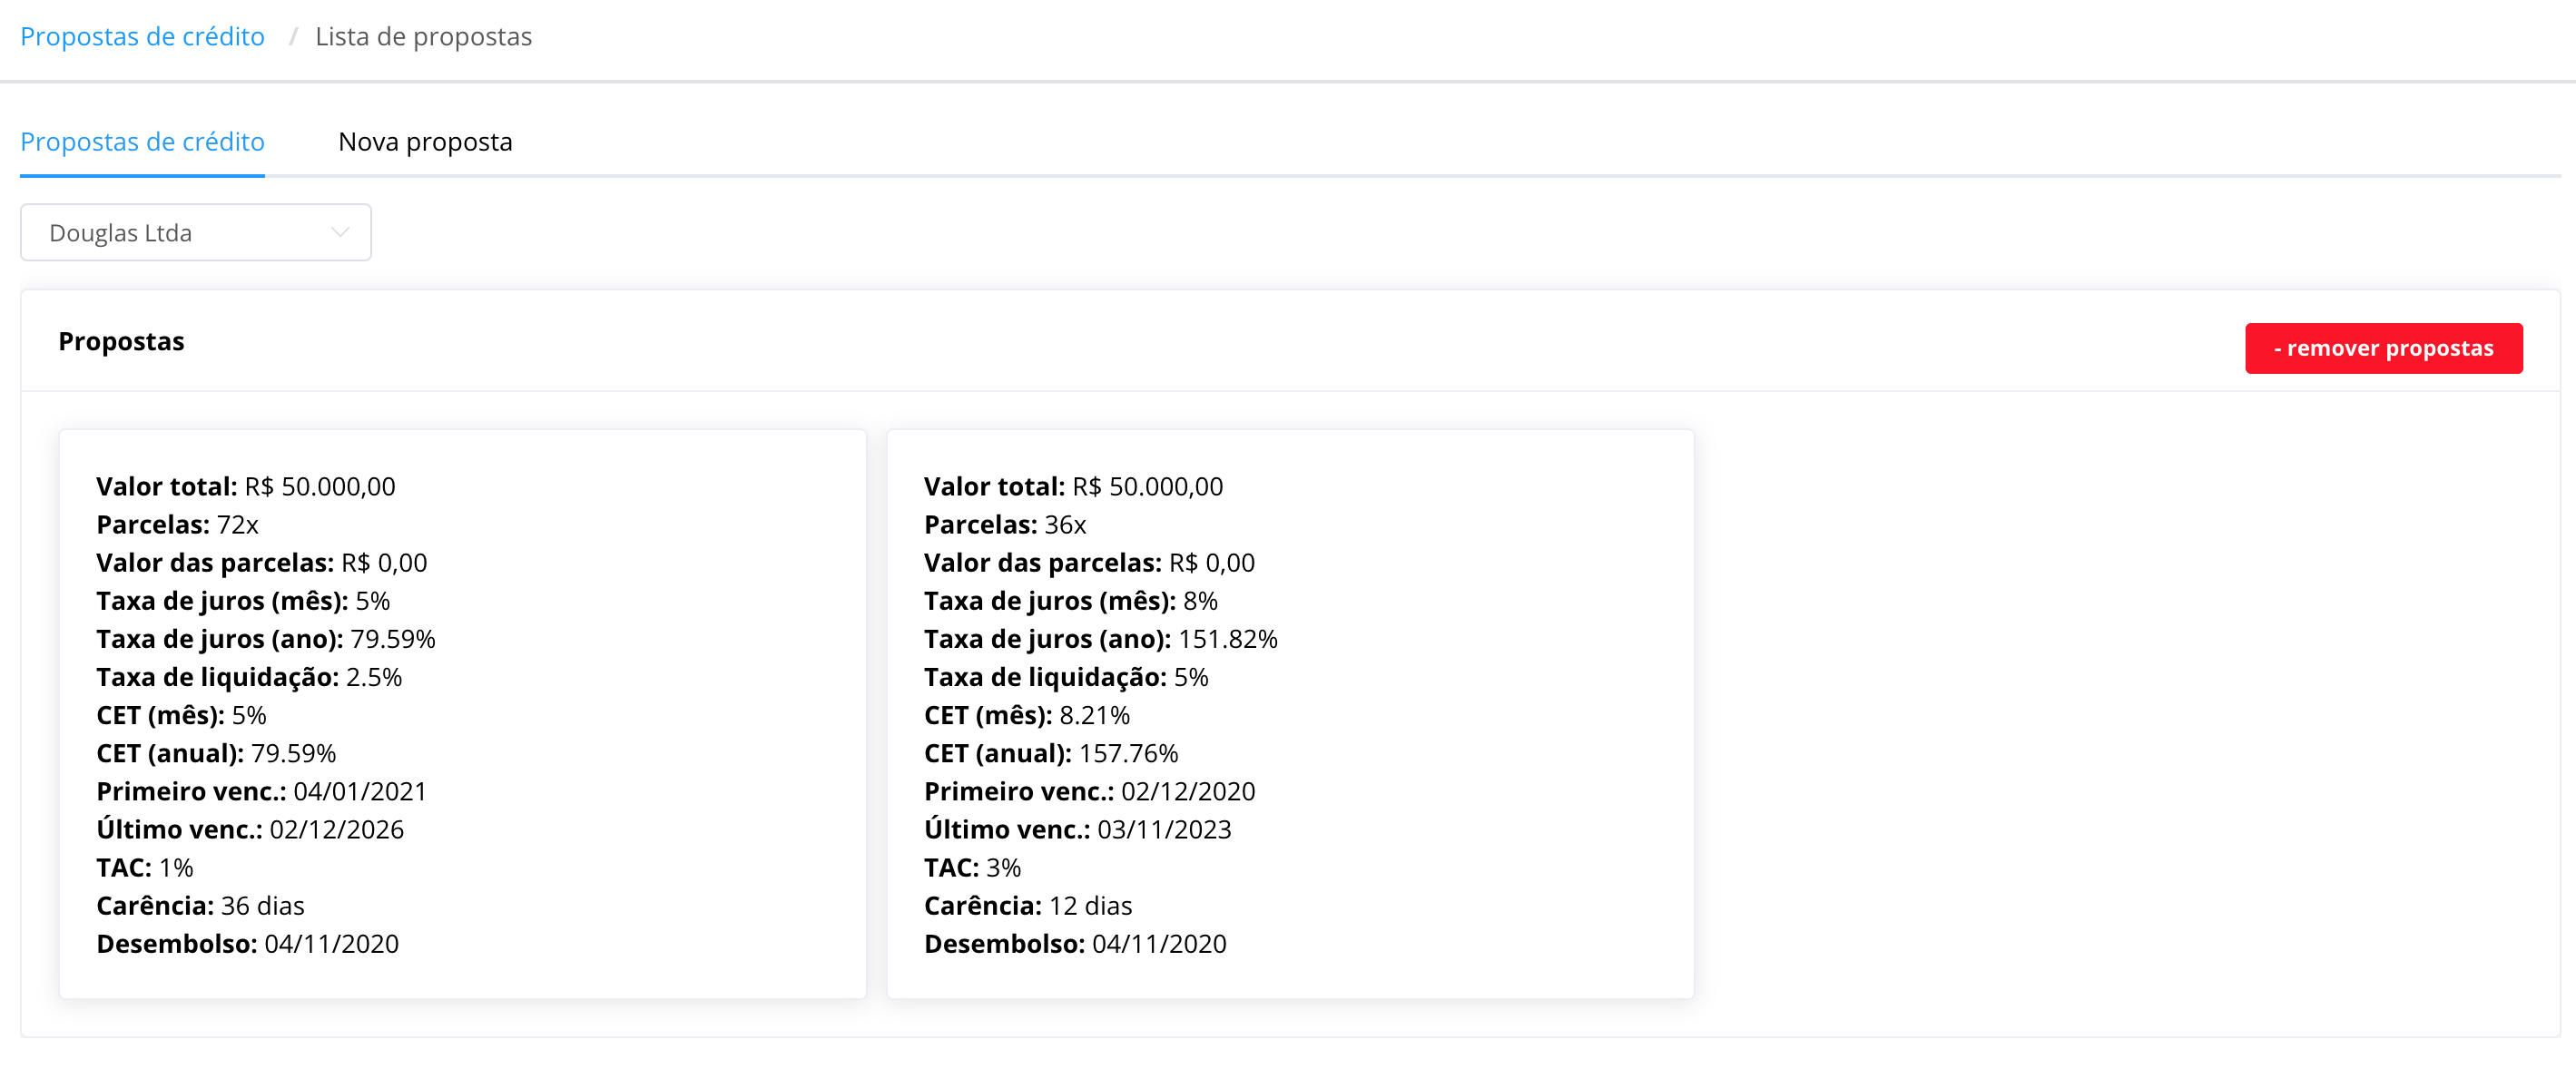 Propostas de crédito / Lista de propostas
Propostas de crédito Nova proposta
Douglas Ltda
Propostas
- remover propostas
Valor total: R$ 50.000,00
Parcelas: 72x
Valor das parcelas: R$ 0,00
Taxa de juros (mês): 5%
Taxa de juros (ano): 79.59%
Taxa de liquidação: 2.5%
CET (mês): 5%
CET (anual): 79.59%
Primeiro venc.: 04/01/2021
Último venc.: 02/12/2026
TAC: 1%
Carência: 36 dias
Desembolso: 04/11/2020
Valor total: R$ 50.000,00
Parcelas: 36x
Valor das parcelas: R$ 0,00
Taxa de juros (mês): 8%
Taxa de juros (ano): 151.82%
Taxa de liquidação: 5%
CET (mês): 8.21%
CET (anual): 157.76%
Primeiro venc.: 02/12/2020
Último venc.: 03/11/2023
TAC: 3%
Carência: 12 dias
Desembolso: 04/11/2020